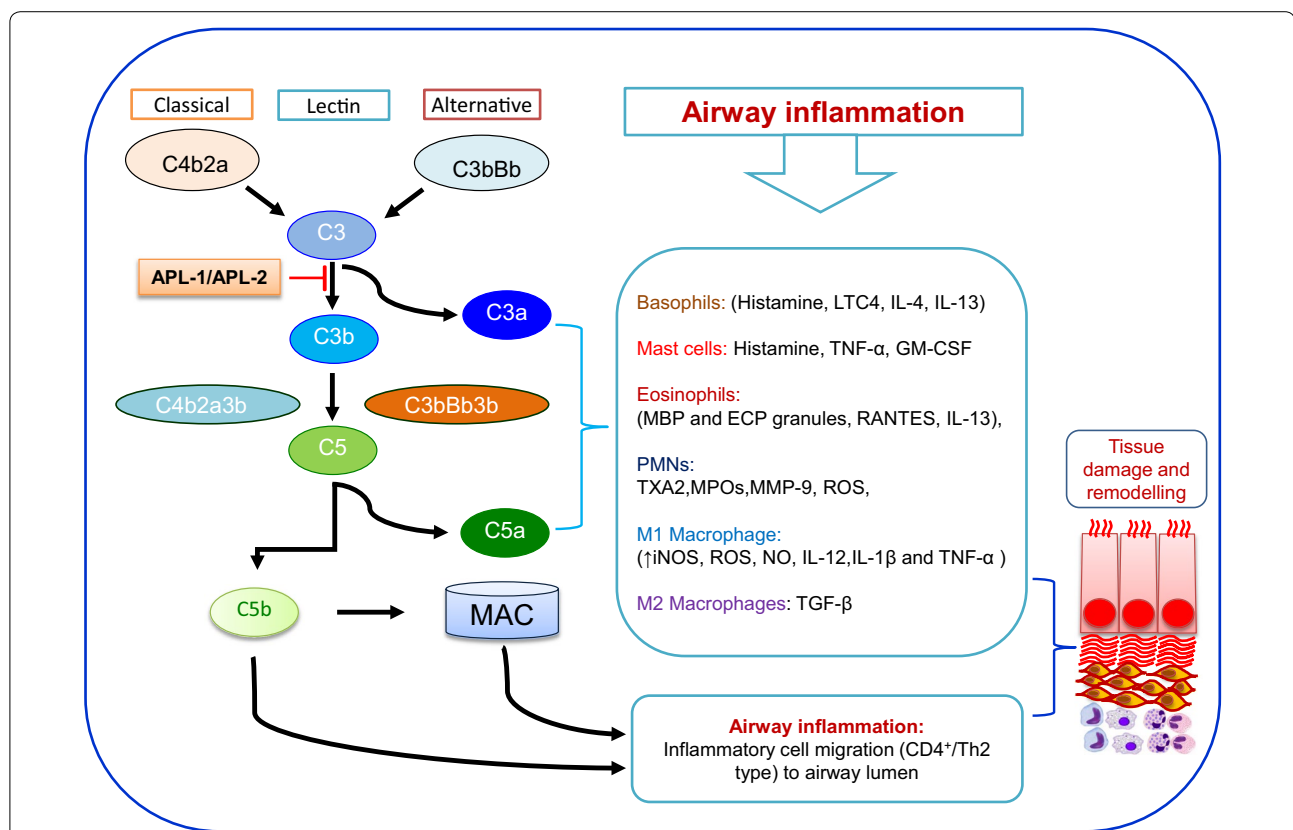 Classical
Lectin
Alternative
C4b2a
C3bBb
C3
APL-1/APL-2
C3a
C3b
C4b2a3b
C3bBb3b
C5
C5a
C5b
MAC
Airway inflammation
Basophils: (Histamine, LTC4, IL-4, IL-13)
Mast cells: Histamine, TNF-α, GM-CSF
Eosinophils:
(MBP and ECP granules, RANTES, IL-13),
PMNs:
TXA2,MPOs,MMP-9, ROS,
M1 Macrophage:
(↑iNOS, ROS, NO, IL-12,IL-1β and TNF-α )
M2 Macrophages: TGF-β
Airway inflammation:
Inflammatory cell migration (CD4⁺/Th2
type) to airway lumen
Tissue
damage and
remodelling